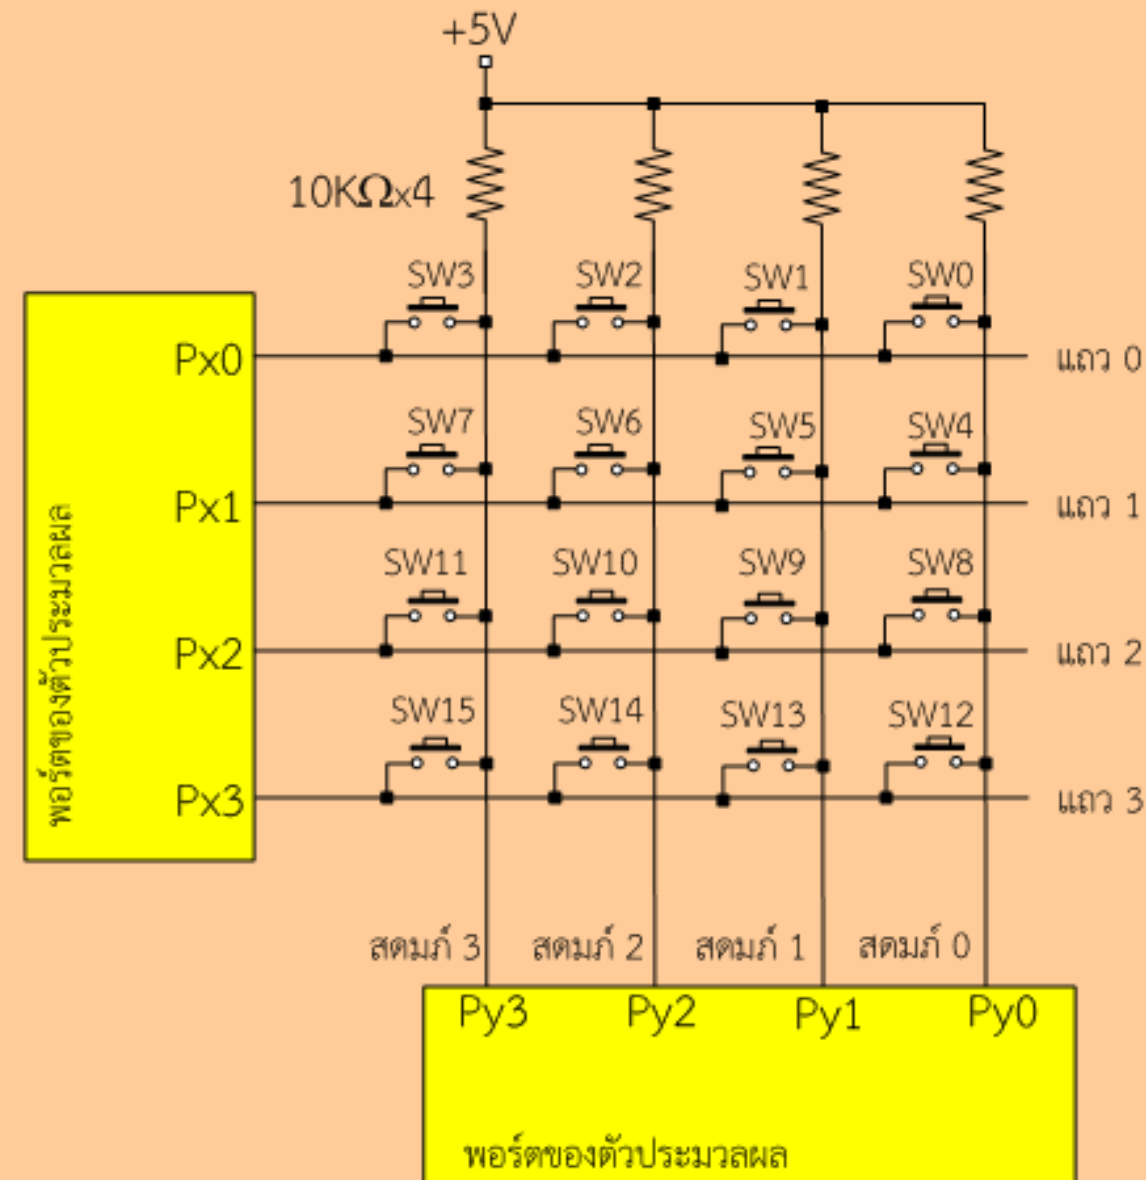 +5V
10KΩx4
SW3 SW2 SW1 SW0
Px0 แถว 0
SW7 SW6 SW5 SW4
Px1 แถว 1
SW11 SW10 SW9 SW8
Px2 แถว 2
SW15 SW14 SW13 SW12
Px3 แถว 3
พอร์ตของตัวประมวลผล
สดมภ์ 3 สดมภ์ 2 สดมภ์ 1 สดมภ์ 0
Py3 Py2 Py1 Py0
พอร์ตของตัวประมวลผล